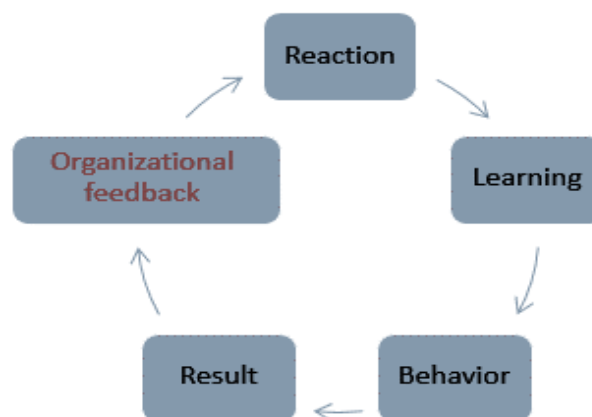 Reaction
Organizational
feedback
Learning
Result
Behavior